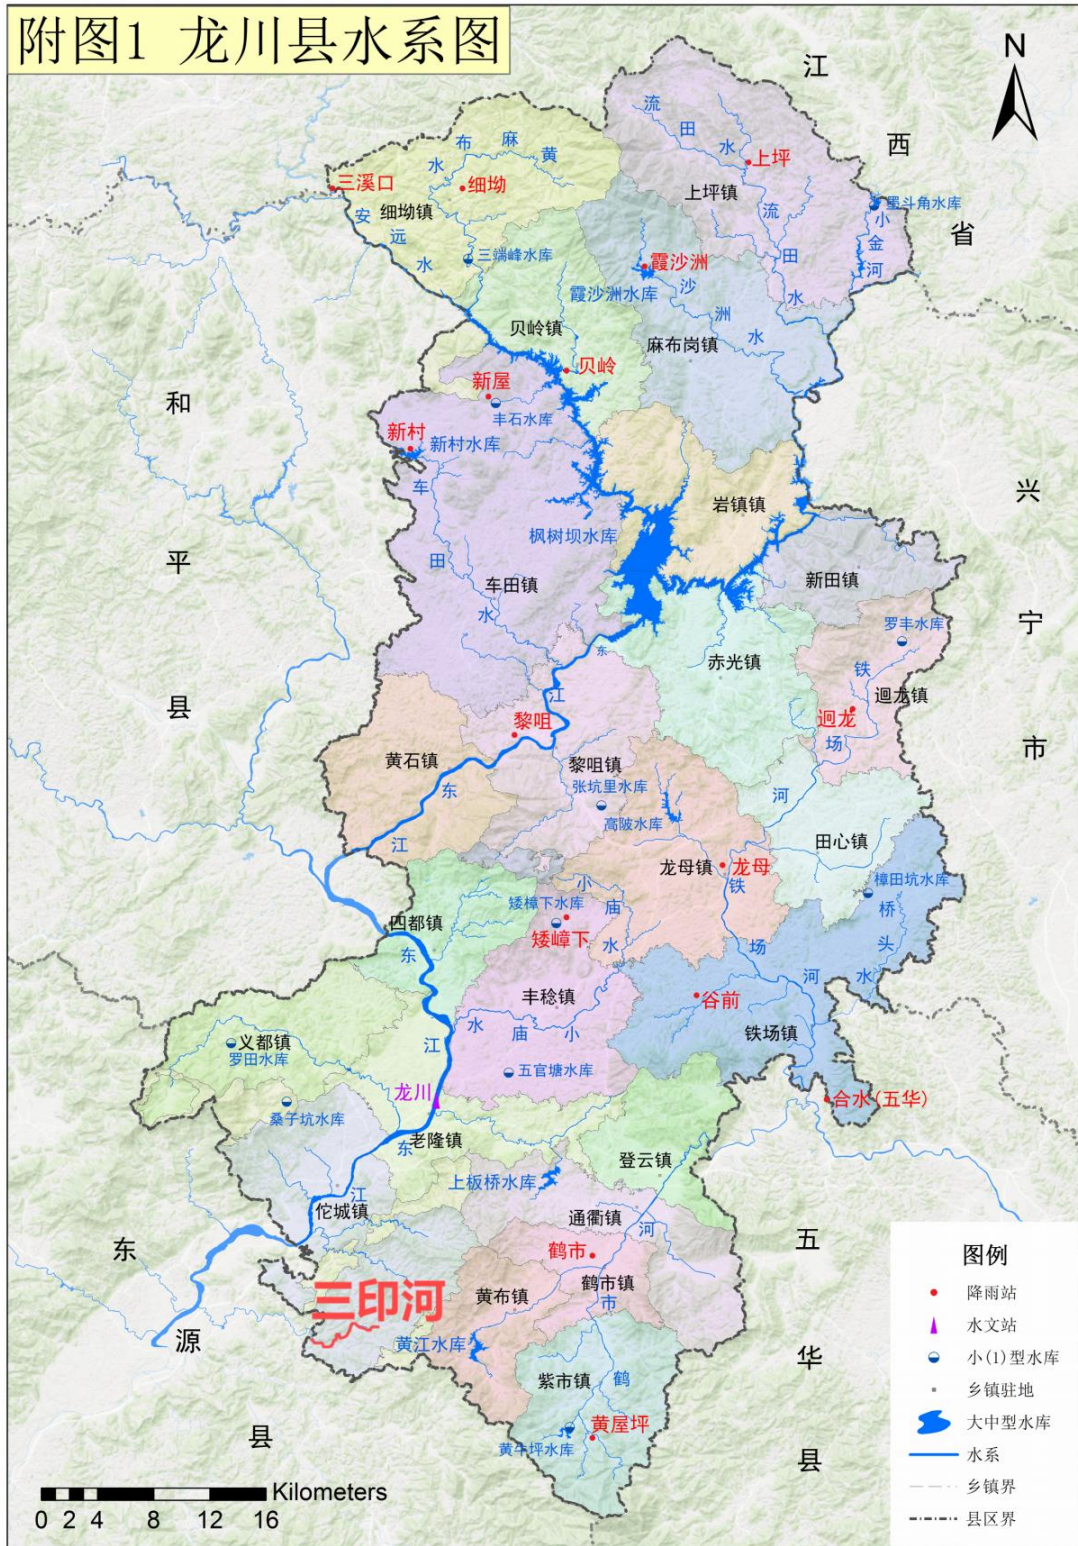 附图1 龙川县水系图
N
江
西
省
兴
宁
市
和
平
县
东
源
县
五
华
县
流
田
水
上坪
上坪镇
流
田
水
蜀斗角水库
小
金
河
水
布
麻
黄
三溪口
细坳
细坳镇
安
远
水
三端峰水库
霞沙洲
霞沙洲水库
沙
洲
水
贝岭镇
麻布岗镇
贝岭
新屋
丰石水库
新村
新村水库
车
田
水
岩镇镇
枫树坝水库
车田镇
新田镇
罗丰水库
东
赤光镇
铁
迴龙镇
迴龙
江
黎咀
场
黄石镇
黎咀镇
东
张坑里水库
河
高陂水库
江
田心镇
龙母镇
龙母
樟田坑水库
铁
小
庙
水
矮樟下水库
桥
头
水
四都镇
矮嶂下
东
场
河
丰稔镇
谷前
水
庙
小
铁场镇
义都镇
罗田水库
江
五官塘水库
龙川
合水(五华)
桑子坑水库
老隆镇
东
登云镇
上板桥水库
江
佗城镇
通衢镇
河
鹤市
三印河
黄布镇
鹤市镇
市
黄江水库
紫市镇
鹤
黄屋坪
黄牛坪水库
图例
降雨站
水文站
小(1)型水库
乡镇驻地
大中型水库
水系
乡镇界
县区界
Kilometers
0 2 4 8 12 16